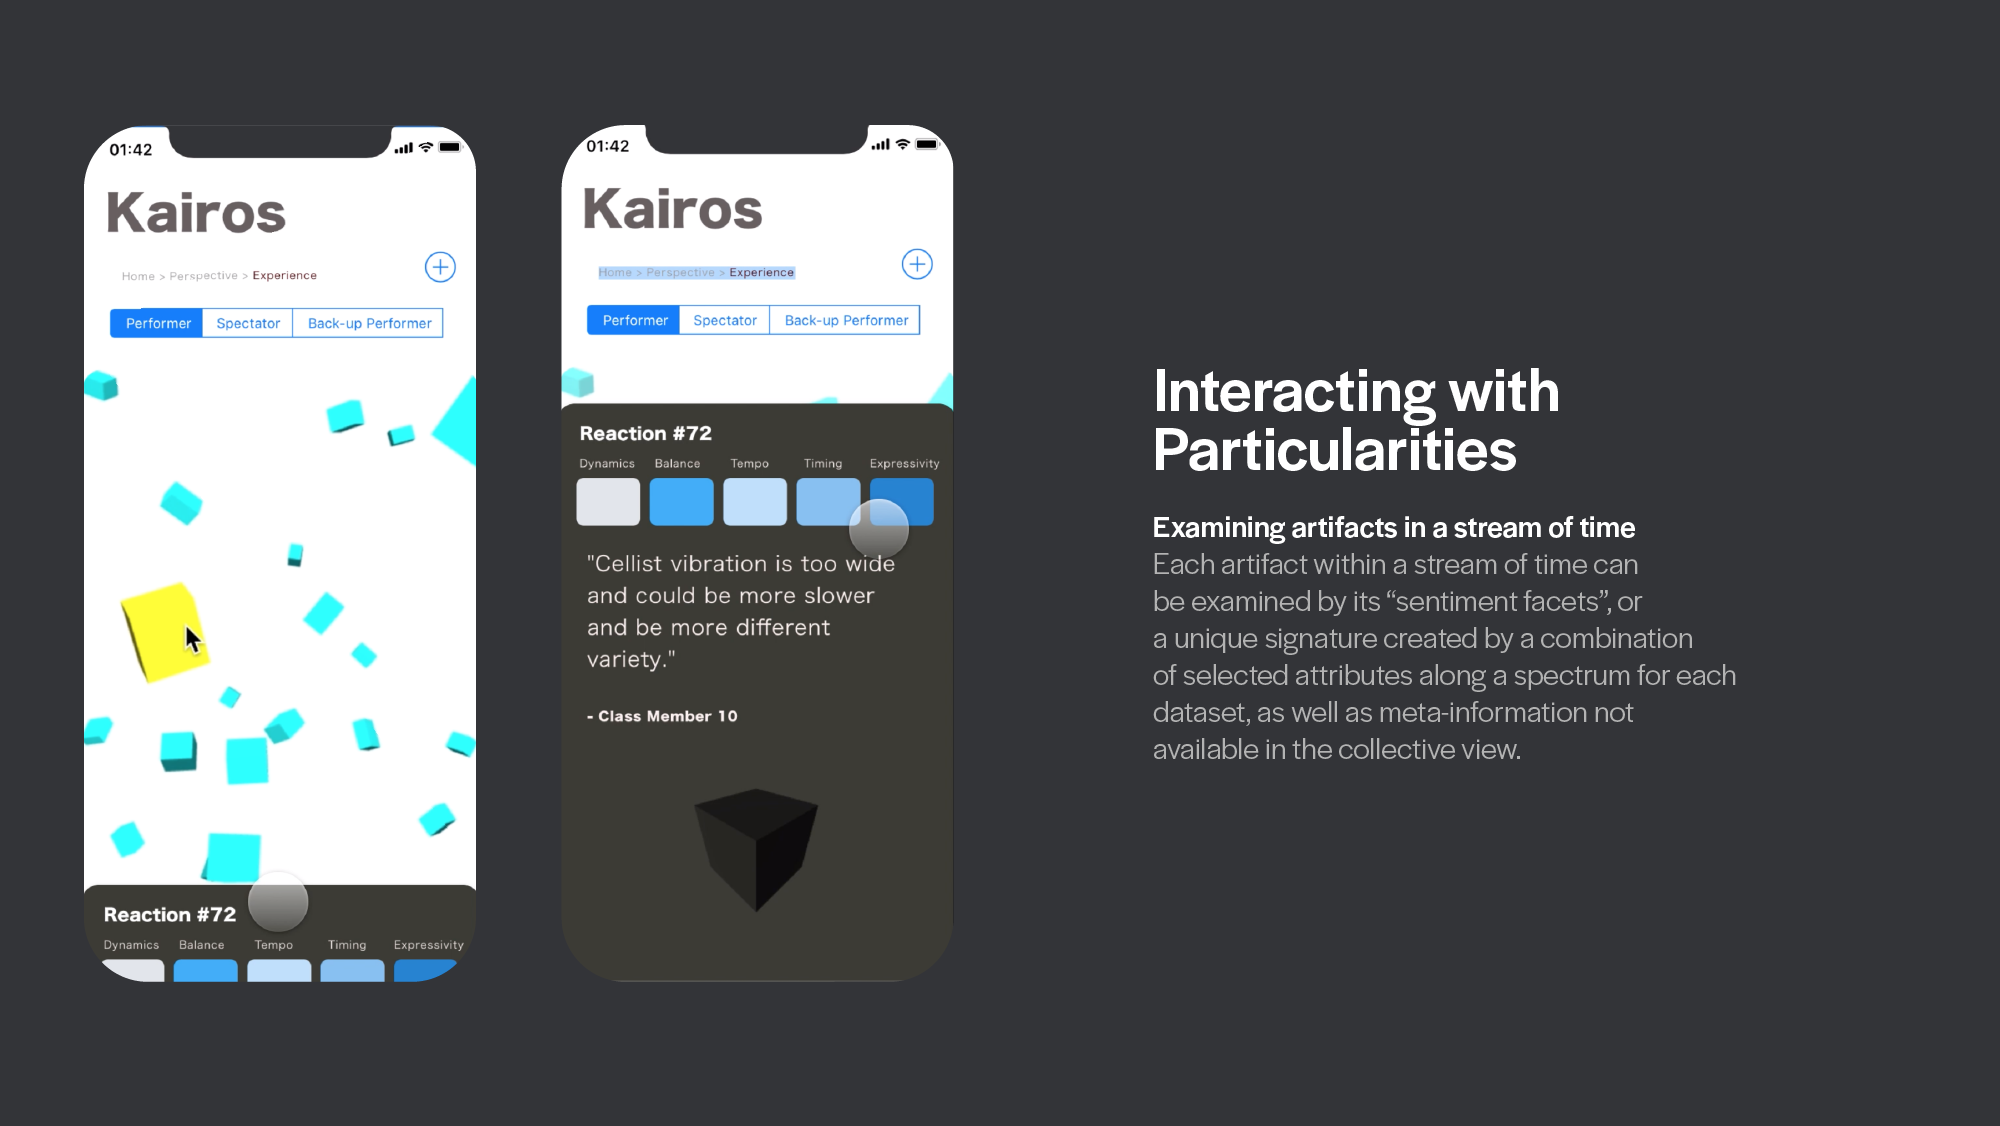 01:42
Kairos
Home > Perspective > Experience
Performer Spectator Back-up Performer
Reaction #72
Dynamics Balance Tempo Timing Expressivity
01:42
Kairos
Home > Perspective > Experience
Performer Spectator Back-up Performer
Reaction #72
Dynamics Balance Tempo Timing Expressivity
"Cellist vibration is too wide
and could be more slower
and be more different
variety."
- Class Member 10
Interacting with
Particularities
Examining artifacts in a stream of time
Each artifact within a stream of time can
be examined by its “sentiment facets”, or
a unique signature created by a combination
of selected attributes along a spectrum for each
dataset, as well as meta-information not
available in the collective view.